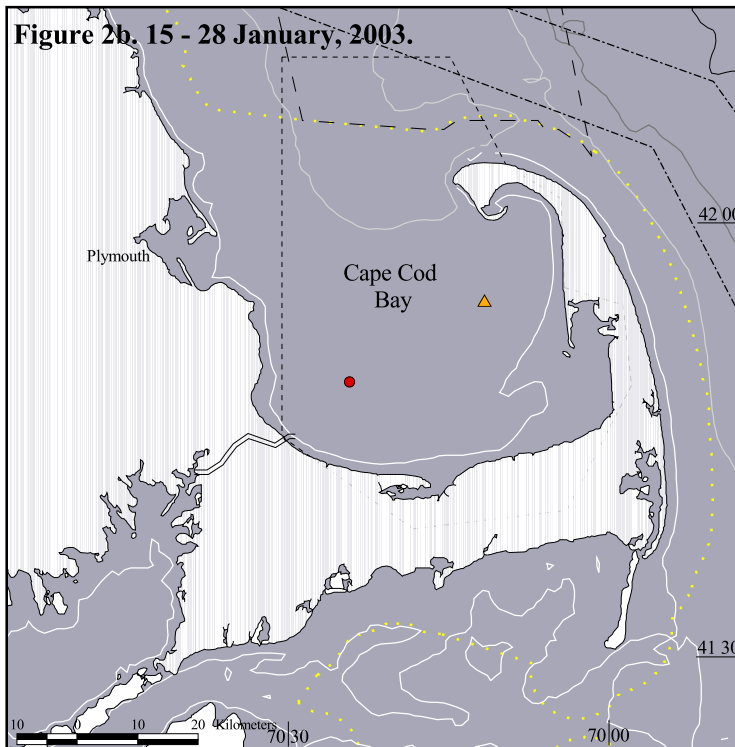 Figure 2b. 15 - 28 January, 2003.
42 00
Plymouth
Cape Cod
Bay
41 30
10 0 10 20 Kilometers
70 30
70 00